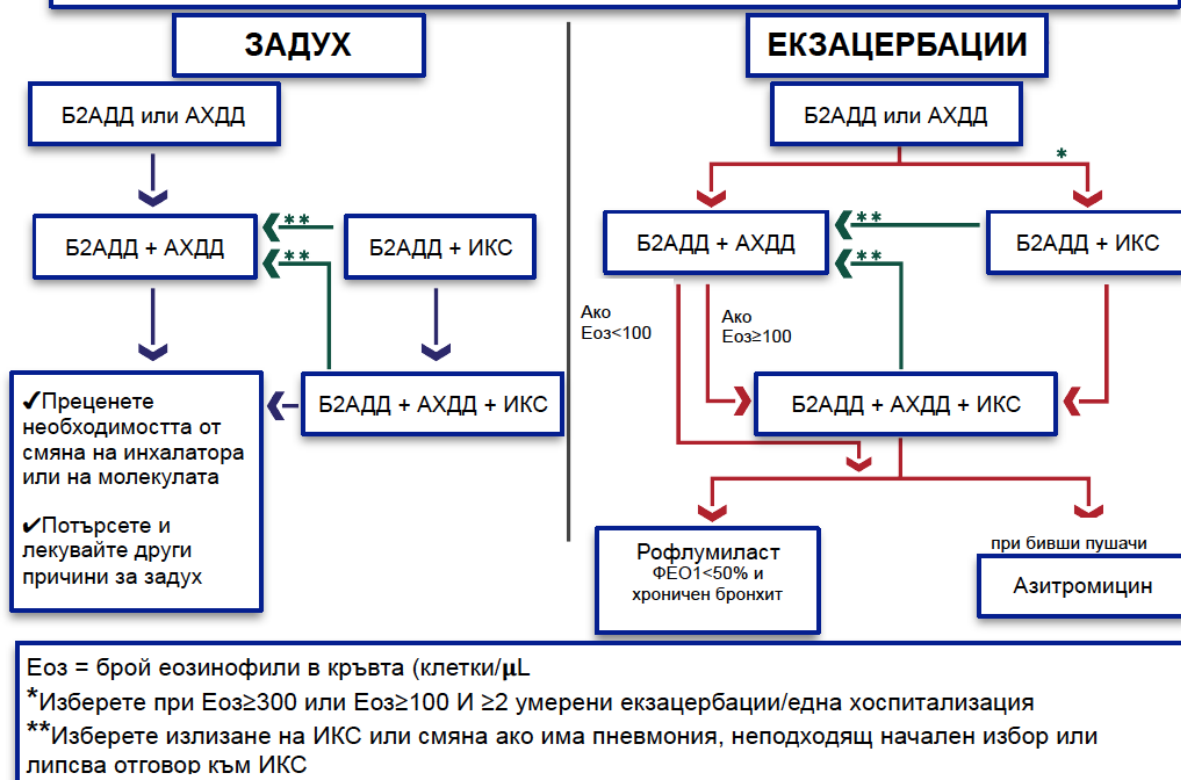 ЗАДУХ
Б2АДД или АХДД
**
Б2АДД + АХДД
Б2АДД + ИКС
**
✓Преценете
необходимостта от
смяна на инхалатора
или на молекулата
✓Потърсете и
лекувайте други
причини за задух
Б2АДД + АХДД + ИКС
ЕКЗАЦЕРБАЦИИ
Б2АДД или АХДД
*
**
Б2АДД + АХДД
Б2АДД + ИКС
**
Ако
Еоз<100
Ако
Еоз≥100
Б2АДД + АХДД + ИКС
Рофлумиласт
ФЕО1<50% и
хроничен бронхит
при бивши пушачи
Азитромицин
Еоз = брой еозинофили в кръвта (клетки/μL
*Изберете при Еоз≥300 или Еоз≥100 И ≥2 умерени екзацербации/една хоспитализация
**Изберете излизане на ИКС или смяна ако има пневмония, неподходящ начален избор или
липсва отговор към ИКС